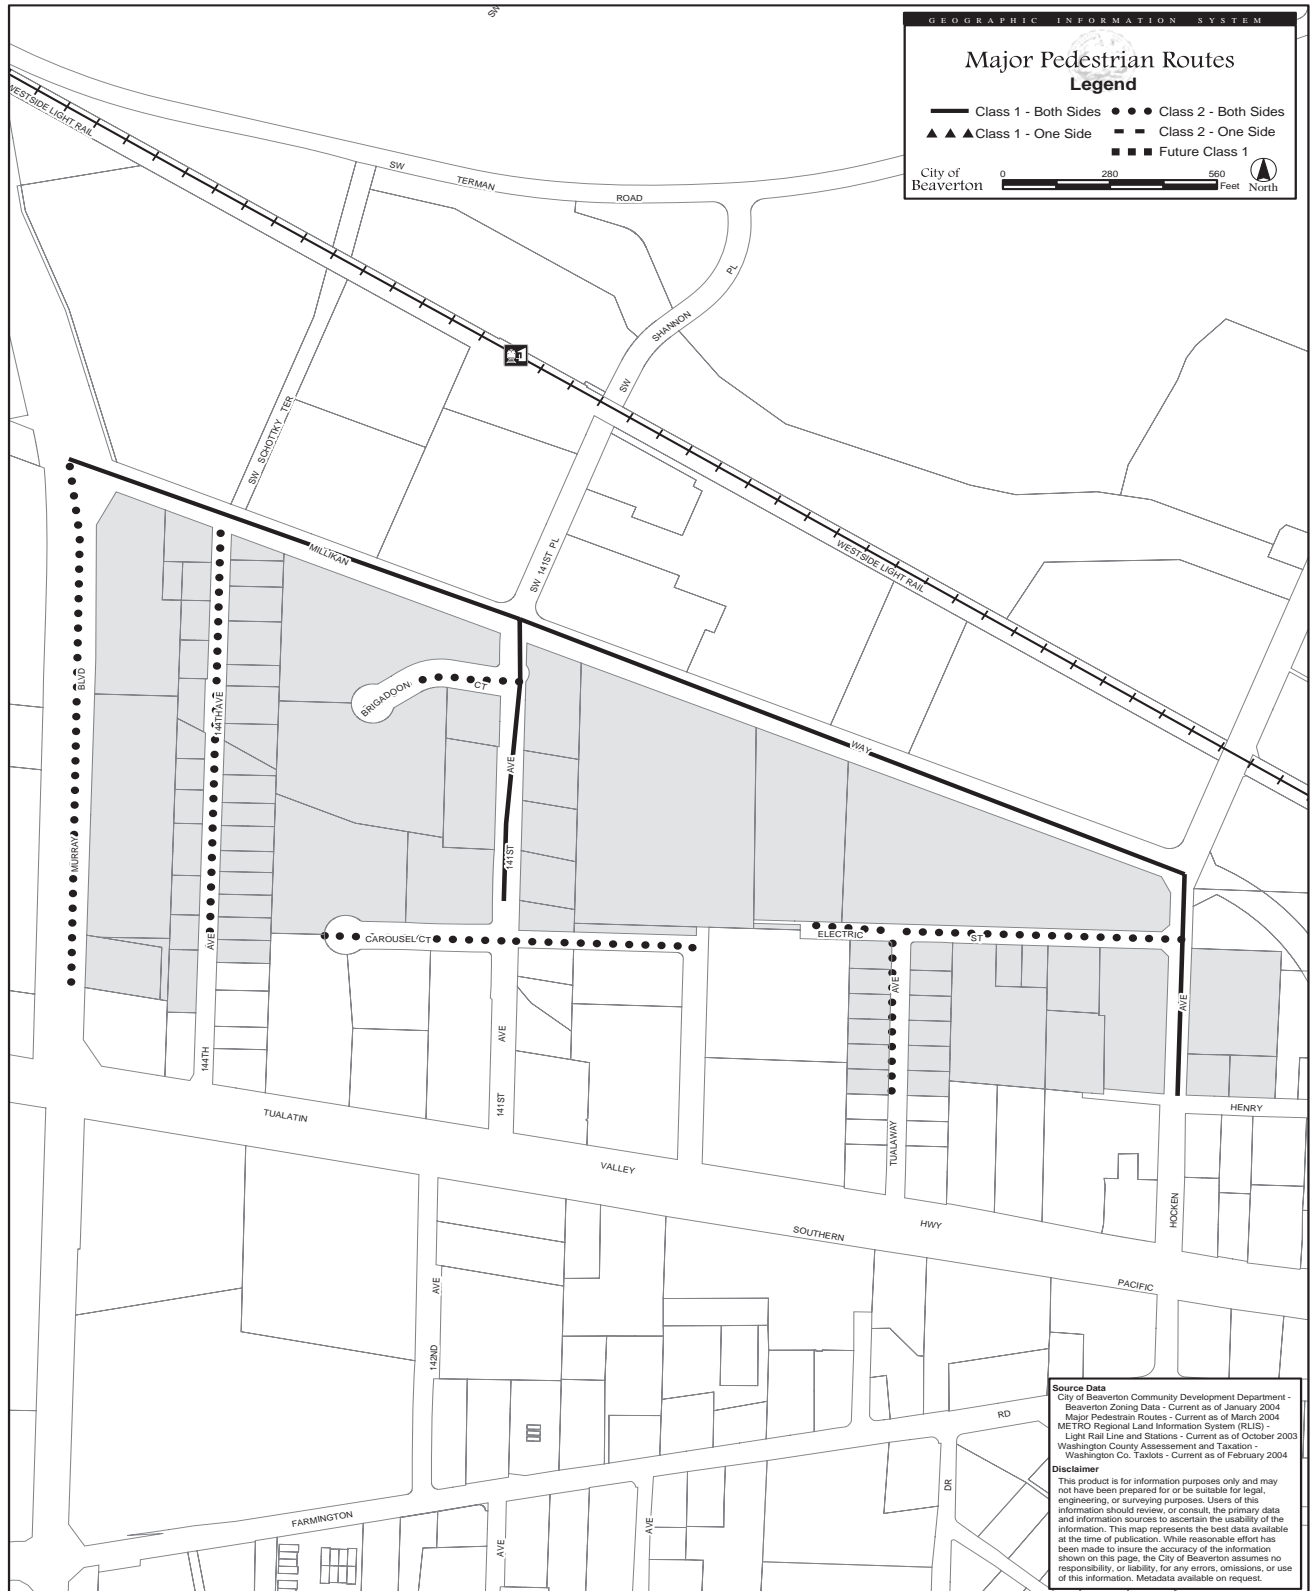 SW
GEOGRAPHIC INFORMATION SYSTEM
Major Pedestrian Routes
Legend
Class 1 - Both Sides
Class 2 - Both Sides
Class 1 - One Side
Class 2 - One Side
Future Class 1
City of
Beaverton
0 280 560
Feet
North
WESTSIDE LIGHT RAIL
SW TERMAN ROAD
SW SHANNON PL
SW SCHOTTKY TER
SW 141ST PL
WESTSIDE LIGHT RAIL
MILLIKAN WAY
MURRAY BLVD
144TH AVE
BRIGADOON CT
141ST AVE
AVE
CAROUSEL CT
ELECTRIC ST
AVE
AVE
144TH
141ST AVE
TUALAWAY
HENRY
HOCKEN
TUALATIN
VALLEY
HWY
SOUTHERN
PACIFIC
142ND AVE
RD
DR
FARMINGTON
AVE
AVE
Source Data
City of Beaverton Community Development Department -
Beaverton Zoning Data - Current as of January 2004
Major Pedestrain Routes - Current as of March 2004
METRO Regional Land Information System (RLIS) -
Light Rail Line and Stations - Current as of October 2003
Washington County Assessement and Taxation -
Washington Co. Taxlots - Current as of February 2004
Disclaimer
This product is for information purposes only and may
not have been prepared for or be suitable for legal,
engineering, or surveying purposes. Users of this
information should review, or consult, the primary data
and information sources to ascertain the usability of the
information. This map represents the best data available
at the time of publication. While reasonable effort has
been made to insure the accuracy of the information
shown on this page, the City of Beaverton assumes no
responsibility, or liability, for any errors, omissions, or use
of this information. Metadata available on request.